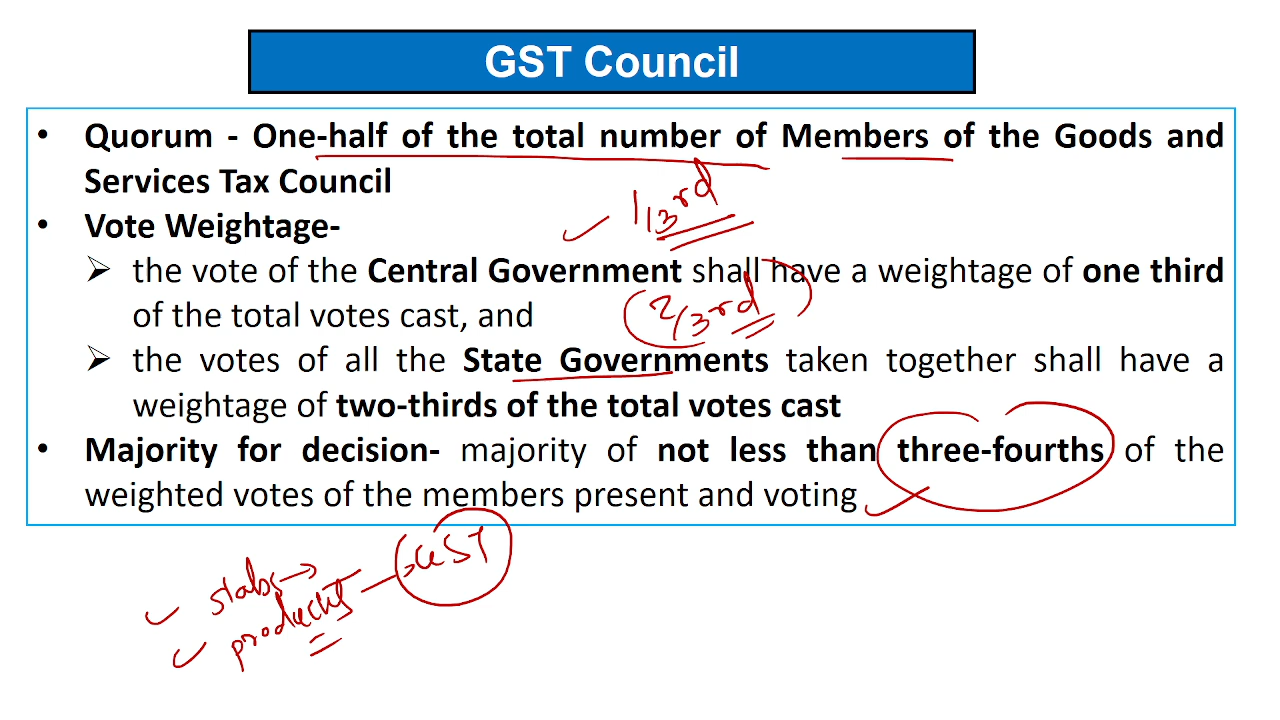 GST Council
• Quorum - One-half of the total number of Members of the Goods and
Services Tax Council
1/3rd
• Vote Weightage-
➢ the vote of the Central Government shall have a weightage of one third
of the total votes cast, and
2/3rd
➢ the votes of all the State Governments taken together shall have a
weightage of two-thirds of the total votes cast
• Majority for decision- majority of not less than three-fourths of the
weighted votes of the members present and voting
slabs → GST
products